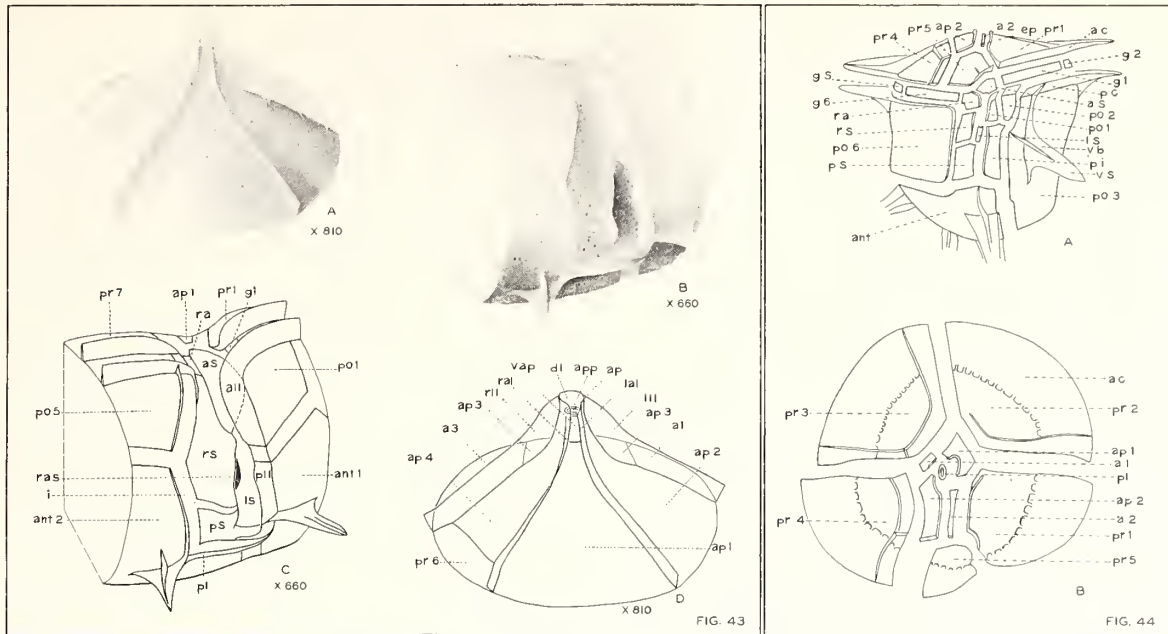 A
X 810
B
X 660
pr7
ap1
pr1
g1
ra
as
all
po1
po5
rs
ras
pll
ls
ant1
i
ant2
ps
pl
C
X 660
vap
dl
app
ap
ral
lal
rll
lll
ap3
ap3
a3
a1
ap4
ap2
pr6
ap1
D
X 810
FIG. 43
pr4
pr5
ap2
a2
ep
pr1
ac
g2
gs
g1
g6
pc
ra
as
rs
po2
po1
po6
ls
vb
ps
pi
vs
po3
ant
A
ac
pr3
pr2
ap1
a1
pl
pr4
ap2
a2
pr1
pr5
B
FIG. 44